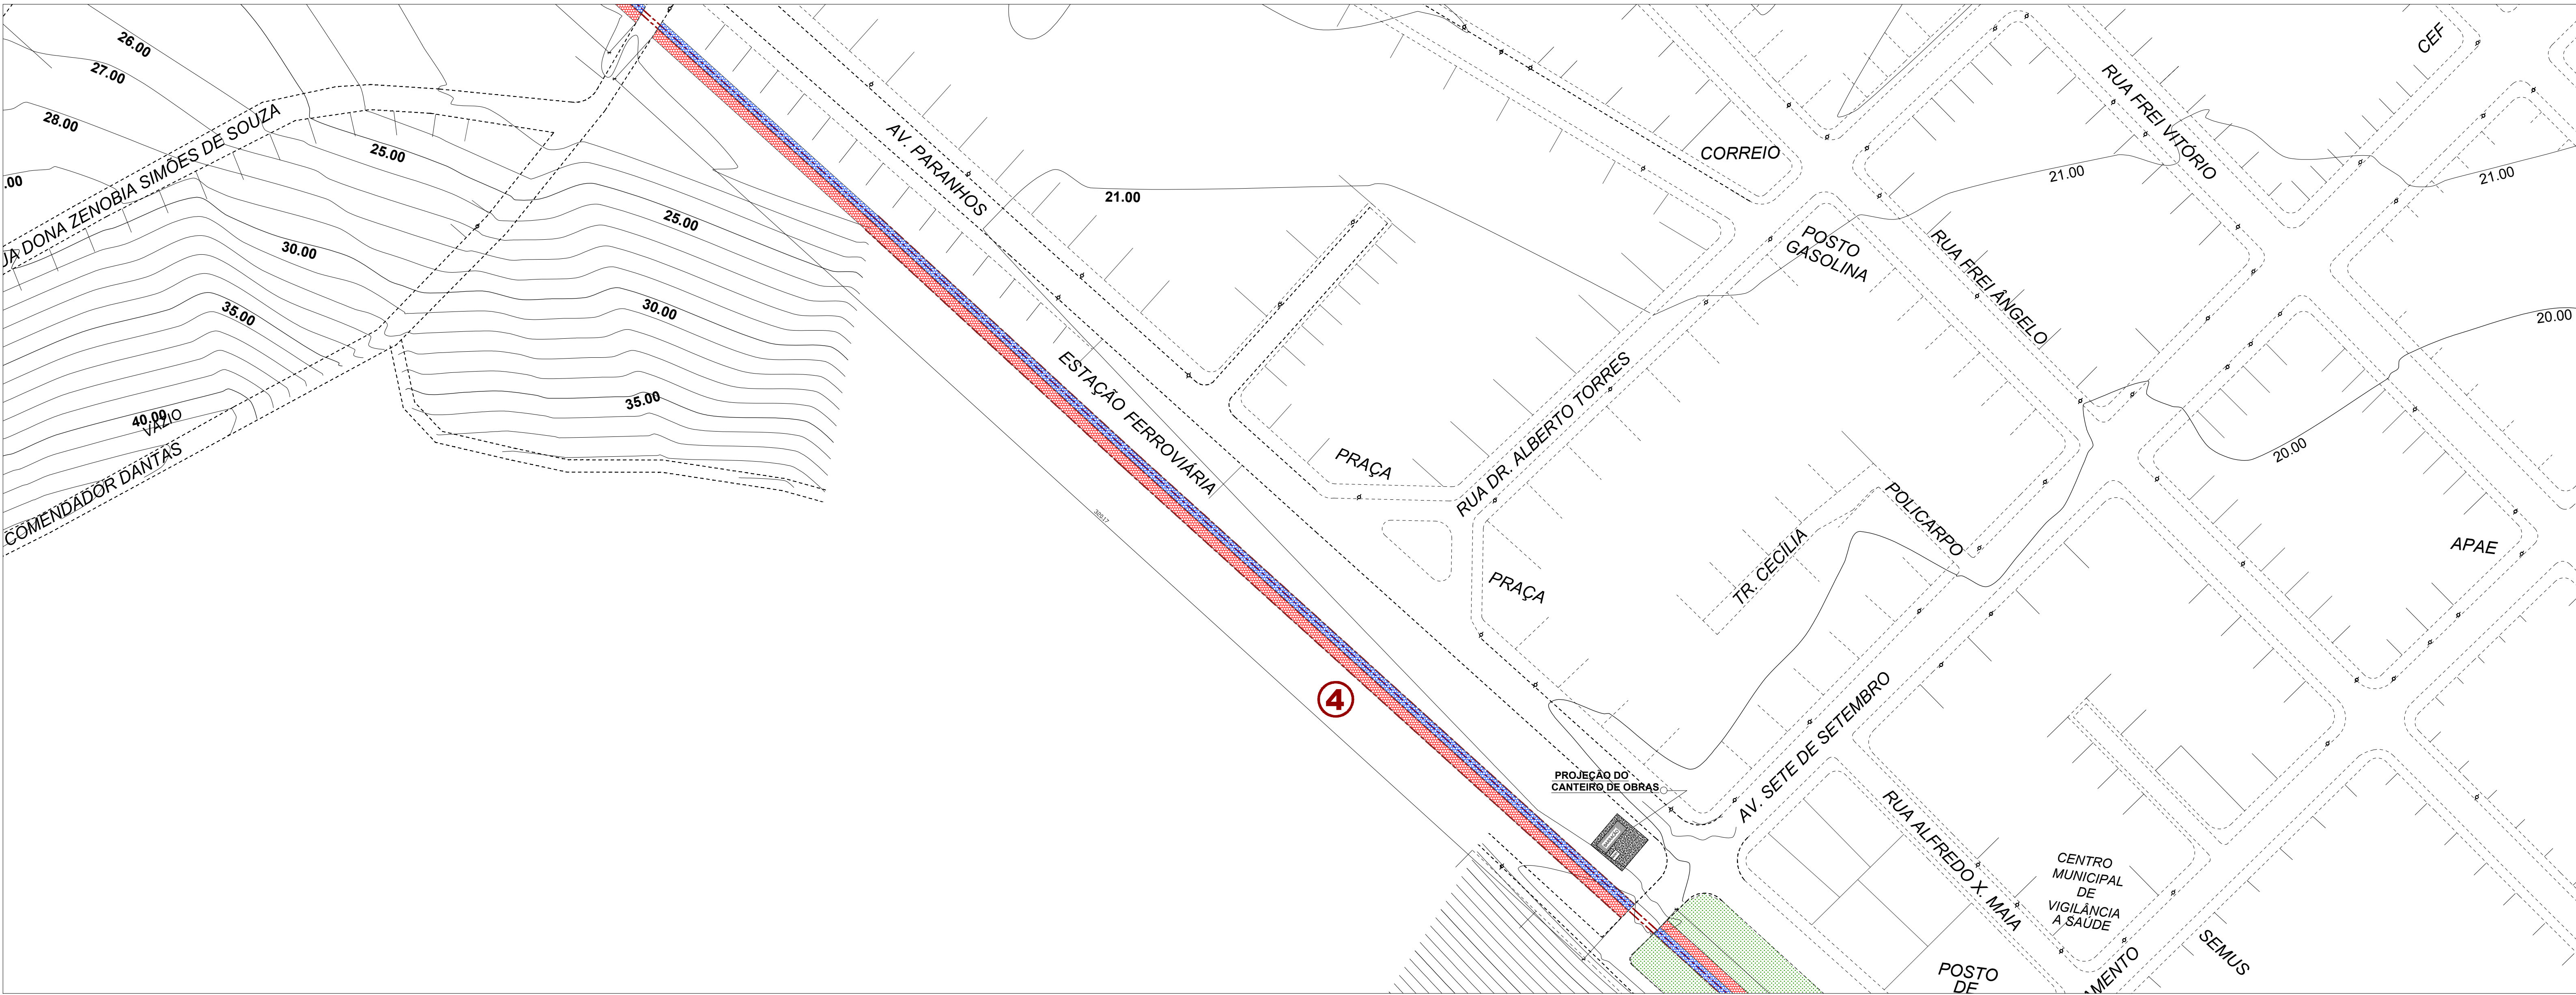 26.00
27.00
28.00
.00
UA DONA ZENOBIA SIMÕES DE SOUZA
25.00
30.00
35.00
40.00
VAZIO
COMENDADOR DANTAS
25.00
30.00
35.00
AV. PARANHOS
21.00
ESTAÇÃO FERROVIÁRIA
PRAÇA
RUA DR. ALBERTO TORRES
PRAÇA
CORREIO
POSTO
GASOLINA
RUA FREI VITÓRIO
RUA FREI ÂNGELO
CEF
21.00
21.00
20.00
20.00
TR. CECÍLIA
POLICARPO
APAE
4
PROJEÇÃO DO
CANTEIRO DE OBRAS
AV. SETE DE SETEMBRO
RUA ALFREDO X. MAIA
CENTRO
MUNICIPAL
DE
VIGILÂNCIA
A SAÚDE
SEMUS
AMENTO
POSTO
DE